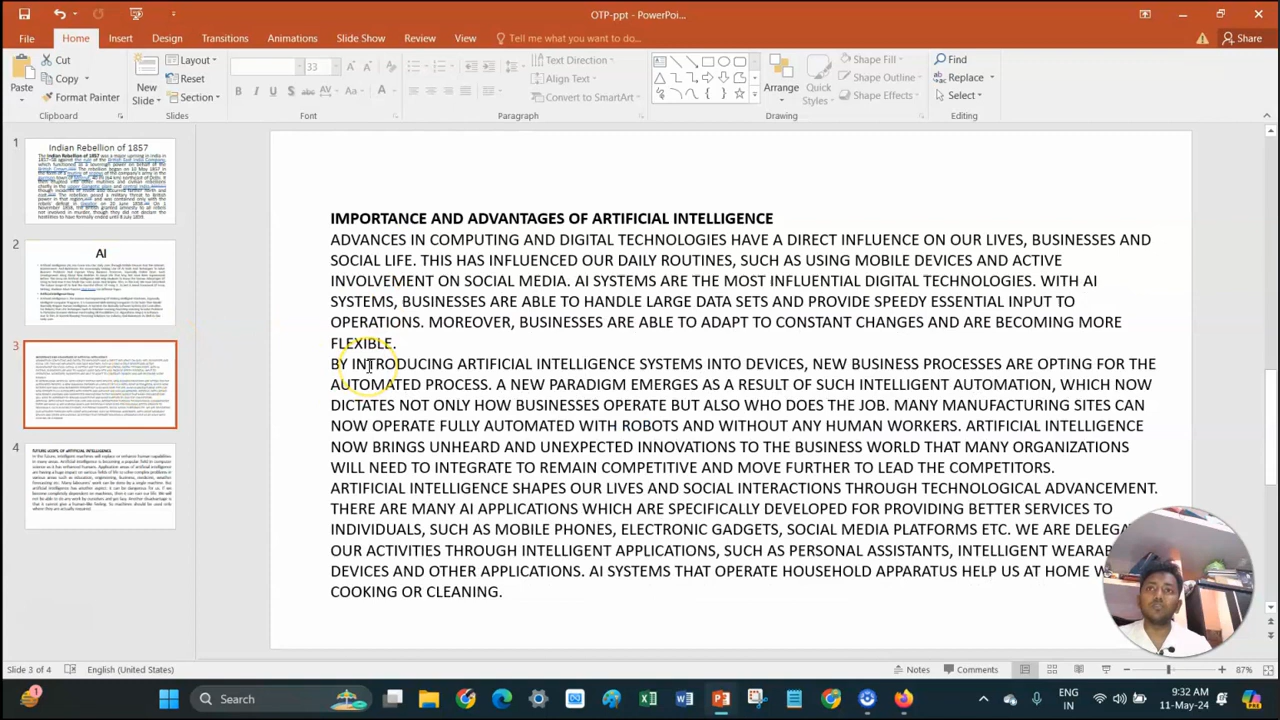 OTP-ppt - PowerPoi...
File Home Insert Design Transitions Animations Slide Show Review View Tell me what you want to do... Share
Paste
Cut
Copy
Format Painter
Clipboard
New Slide
Layout
Reset
Section
Slides
33
B I U S abc AV Aa A
Font
Text Direction
Align Text
Convert to SmartArt
Paragraph
Arrange
Quick Styles
Shape Fill
Shape Outline
Shape Effects
Drawing
Find
Replace
Select
Editing
1
Indian Rebellion of 1857
2
AI
3
4
FUTURE SCOPE OF ARTIFICIAL INTELLIGENCE
IMPORTANCE AND ADVANTAGES OF ARTIFICIAL INTELLIGENCE
ADVANCES IN COMPUTING AND DIGITAL TECHNOLOGIES HAVE A DIRECT INFLUENCE ON OUR LIVES, BUSINESSES AND
SOCIAL LIFE. THIS HAS INFLUENCED OUR DAILY ROUTINES, SUCH AS USING MOBILE DEVICES AND ACTIVE
INVOLVEMENT ON SOCIAL MEDIA. AI SYSTEMS ARE THE MOST INFLUENTIAL DIGITAL TECHNOLOGIES. WITH AI
SYSTEMS, BUSINESSES ARE ABLE TO HANDLE LARGE DATA SETS AND PROVIDE SPEEDY ESSENTIAL INPUT TO
OPERATIONS. MOREOVER, BUSINESSES ARE ABLE TO ADAPT TO CONSTANT CHANGES AND ARE BECOMING MORE
FLEXIBLE.
BY INTRODUCING ARTIFICIAL INTELLIGENCE SYSTEMS INTO DEVICES, NEW BUSINESS PROCESSES ARE OPTING FOR THE
AUTOMATED PROCESS. A NEW PARADIGM EMERGES AS A RESULT OF SUCH INTELLIGENT AUTOMATION, WHICH NOW
DICTATES NOT ONLY HOW BUSINESSES OPERATE BUT ALSO WHO DOES THE JOB. MANY MANUFACTURING SITES CAN
NOW OPERATE FULLY AUTOMATED WITH ROBOTS AND WITHOUT ANY HUMAN WORKERS. ARTIFICIAL INTELLIGENCE
NOW BRINGS UNHEARD AND UNEXPECTED INNOVATIONS TO THE BUSINESS WORLD THAT MANY ORGANIZATIONS
WILL NEED TO INTEGRATE TO REMAIN COMPETITIVE AND MOVE FURTHER TO LEAD THE COMPETITORS.
ARTIFICIAL INTELLIGENCE SHAPES OUR LIVES AND SOCIAL INTERACTIONS THROUGH TECHNOLOGICAL ADVANCEMENT.
THERE ARE MANY AI APPLICATIONS WHICH ARE SPECIFICALLY DEVELOPED FOR PROVIDING BETTER SERVICES TO
INDIVIDUALS, SUCH AS MOBILE PHONES, ELECTRONIC GADGETS, SOCIAL MEDIA PLATFORMS ETC. WE ARE DELEGAT
OUR ACTIVITIES THROUGH INTELLIGENT APPLICATIONS, SUCH AS PERSONAL ASSISTANTS, INTELLIGENT WEARAB
DEVICES AND OTHER APPLICATIONS. AI SYSTEMS THAT OPERATE HOUSEHOLD APPARATUS HELP US AT HOME W
COOKING OR CLEANING.
Slide 3 of 4 English (United States) Notes Comments 87%
Search
ENG
IN
9:32 AM
11-May-24